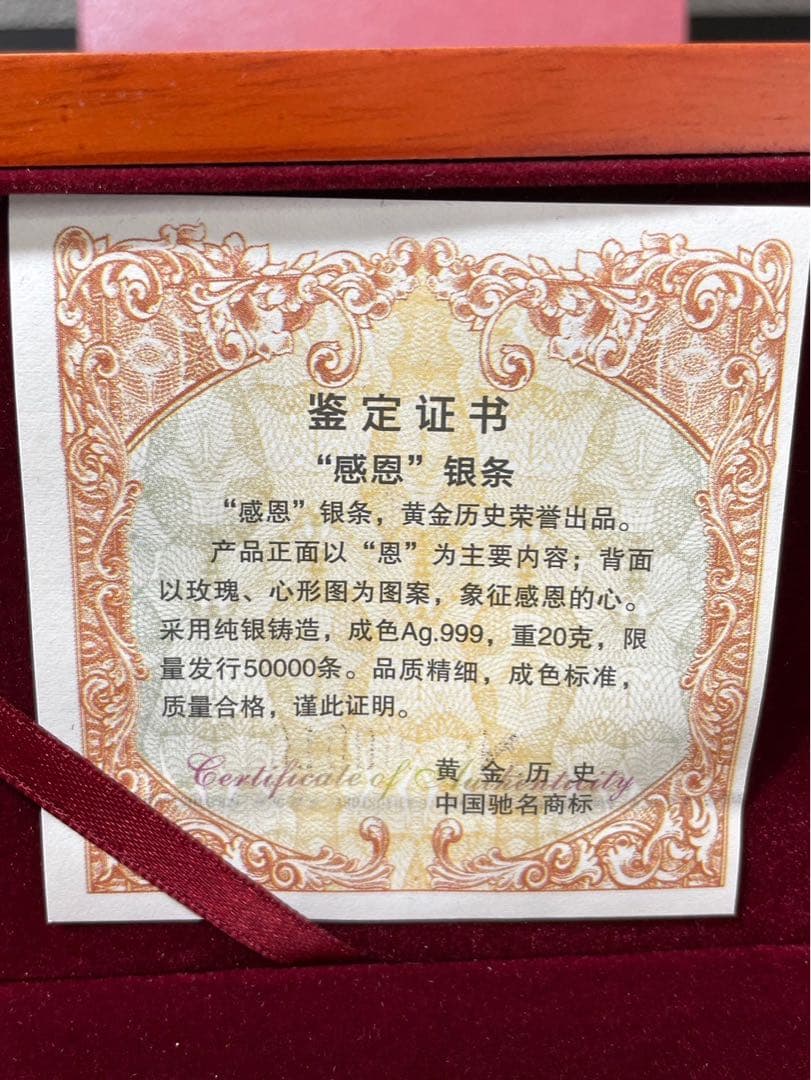 鉴定证书
“感恩”银条
“感恩”银条，黄金历史荣誉出品。
产品正面以“恩”为主要内容；背面
以玫瑰、心形图为图案，象征感恩的心。
采用纯银铸造，成色Ag.999，重20克，限
量发行50000条。品质精细，成色标准，
质量合格，谨此证明。
Certificate of Authenticity
黄金历史
中国驰名商标